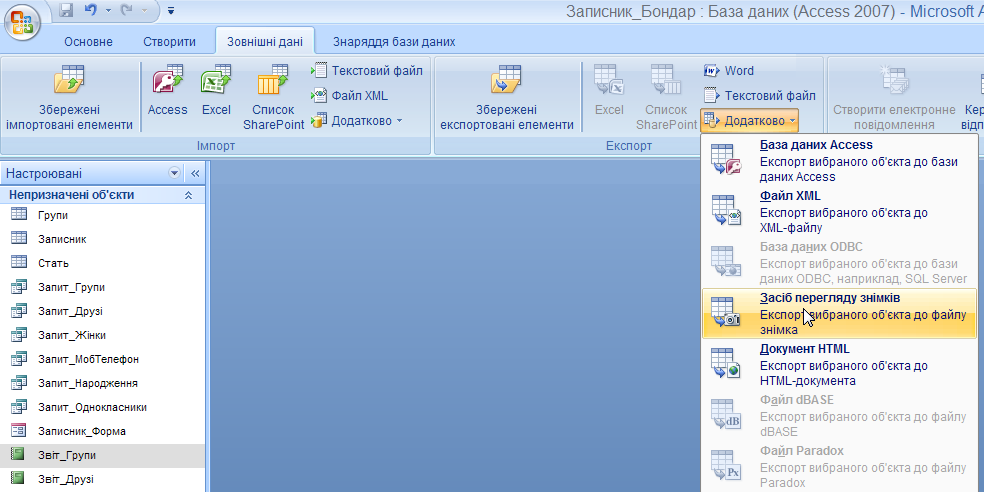 Записник_Бондар : База даних (Access 2007) - Microsoft A
Основне
Створити
Зовнішні дані
Знаряддя бази даних
Збережені
імпортовані елементи
Access
Excel
Список
SharePoint
Текстовий файл
Файл XML
Додатково
Імпорт
Збережені
експортовані елементи
Excel
Список
SharePoint
Word
Текстовий файл
Додатково
Експорт
Створити електронне
повідомлення
Кер
відп
Настроювані
Непризначені об'єкти
Групи
Записник
Стать
Запит_Групи
Запит_Друзі
Запит_Жінки
Запит_МобТелефон
Запит_Народження
Запит_Однокласники
Записник_Форма
Звіт_Групи
Звіт_Друзі
База даних Access
Експорт вибраного об'єкта до бази
даних Access
Файл XML
Експорт вибраного об'єкта до
XML-файлу
База даних ODBC
Експорт вибраного об'єкта до бази
даних ODBC, наприклад, SQL Server
Засіб перегляду знімків
Експорт вибраного об'єкта до файлу
знімка
Документ HTML
Експорт вибраного об'єкта до
HTML-документа
Файл dBASE
Експорт вибраного об'єкта до файлу
dBASE
Файл Paradox
Експорт вибраного об'єкта до файлу
Paradox